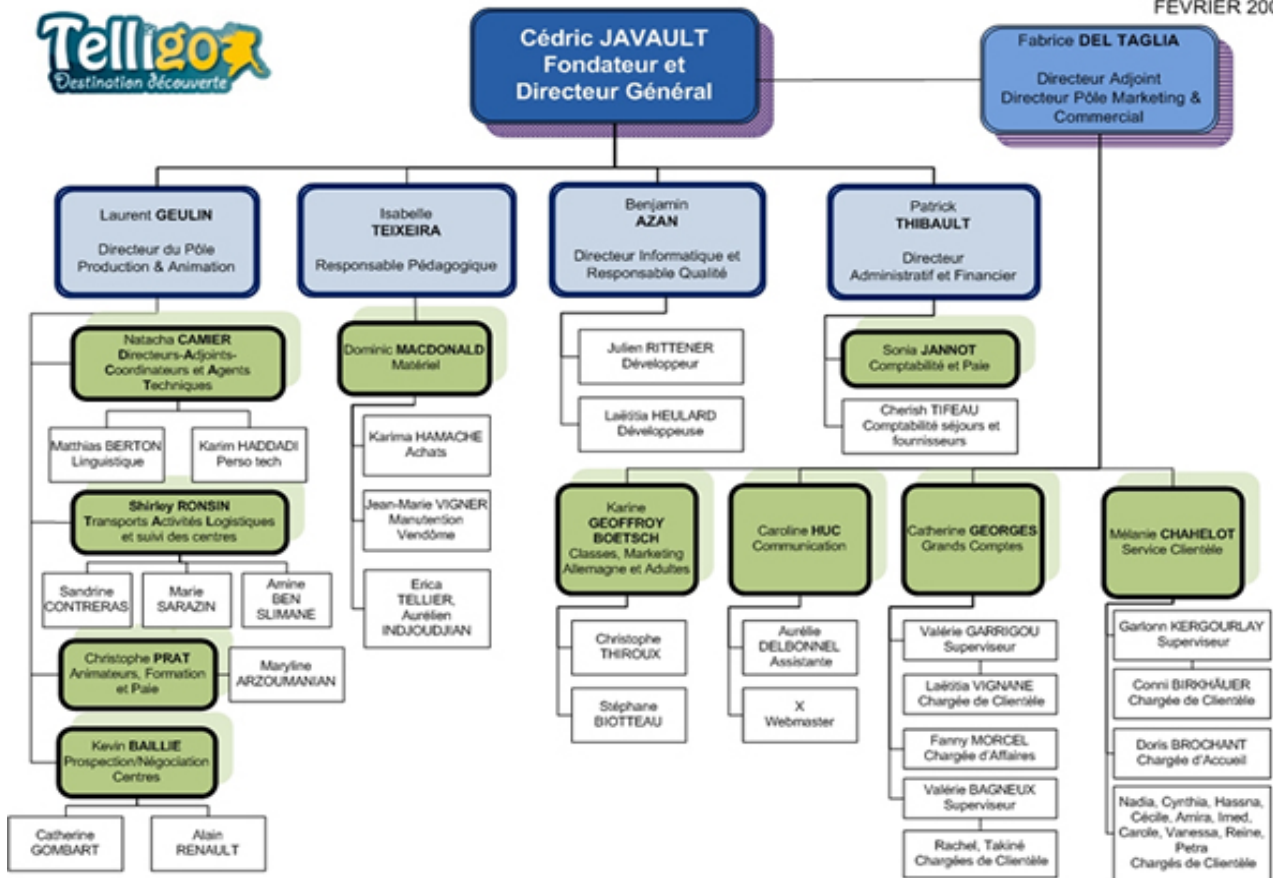 FEVRIER 200
Telligo
Destination découverte
Cédric JAVAULT
Fondateur et
Directeur Général
Fabrice DEL TAGLIA
Directeur Adjoint
Directeur Pôle Marketing &
Commercial
Laurent GEULIN
Directeur du Pôle
Production & Animation
Isabelle
TEIXEIRA
Responsable Pédagogique
Benjamin
AZAN
Directeur Informatique et
Responsable Qualité
Patrick
THIBAULT
Directeur
Administratif et Financier
Natacha CAMIER
Directeurs-Adjoints-
Coordinateurs et Agents
Techniques
Matthias BERTON
Linguistique
Karim HADDADI
Perso tech
Shirley RONSIN
Transports Activités Logistiques
et suivi des centres
Sandrine
CONTRERAS
Marie
SARAZIN
Amine
BEN
SLIMANE
Christophe PRAT
Animateurs, Formation
et Paie
Maryline
ARZOUMANIAN
Kevin BAILLIE
Prospection/Négociation
Centres
Catherine
GOMBART
Alain
RENAULT
Dominic MACDONALD
Matériel
Karima HAMACHE
Achats
Jean-Marie VIGNER
Manutention
Vendôme
Erica
TELLIER,
Aurélien
INDJOUDJIAN
Julien RITTENER
Développeur
Laëtitia HEULARD
Développeuse
Sonia JANNOT
Comptabilité et Paie
Cherish TIFEAU
Comptabilité séjours et
fournisseurs
Karine
GEOFFROY
BOETSCH
Classes, Marketing
Allemagne et Adultes
Christophe
THIROUX
Stéphane
BIOTTEAU
Caroline HUC
Communication
Aurélie
DELBONNEL
Assistante
X
Webmaster
Catherine GEORGES
Grands Comptes
Valérie GARRIGOU
Superviseur
Laëtitia VIGNANE
Chargée de Clientèle
Fanny MORCEL
Chargée d'Affaires
Valérie BAGNEUX
Superviseur
Rachel, Takiné
Chargées de Clientèle
Mélanie CHAHELOT
Service Clientèle
Garlonn KERGOURLAY
Superviseur
Conni BIRKHÄUER
Chargée de Clientèle
Doris BROCHANT
Chargée d'Accueil
Nadia, Cynthia, Hassna,
Cécile, Amira, Imed,
Carole, Vanessa, Reine,
Petra
Chargés de Clientèle